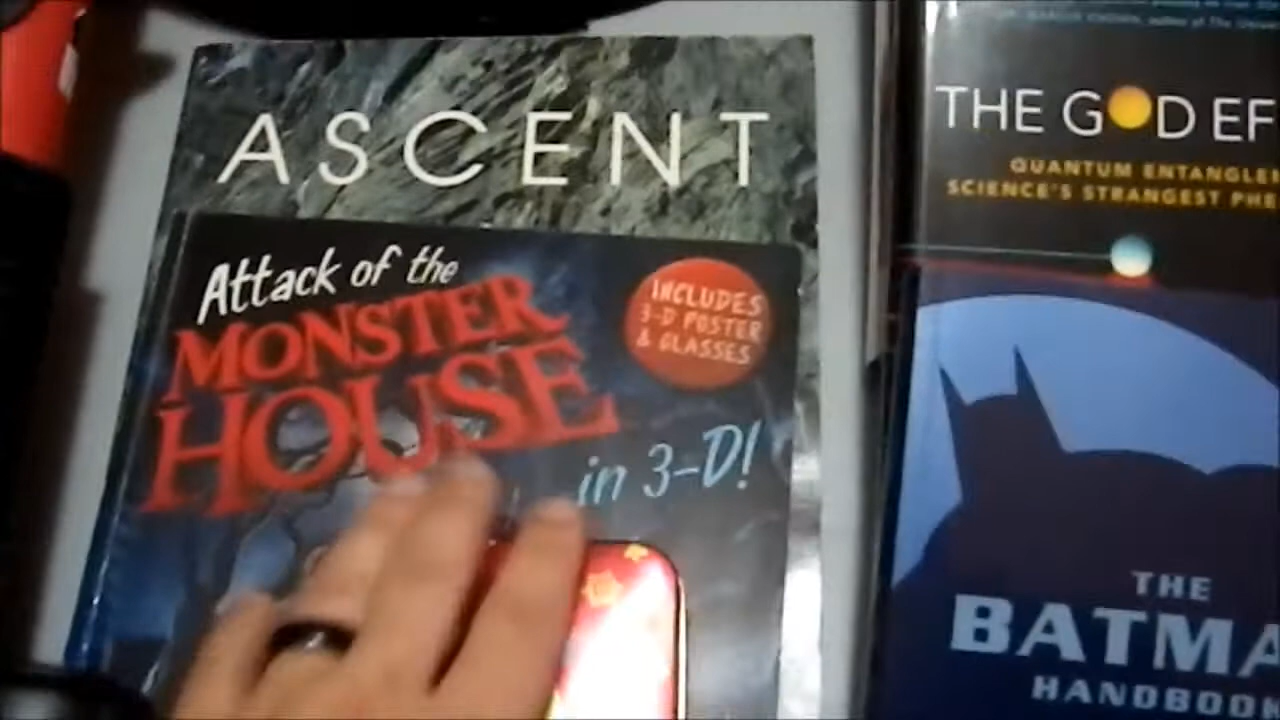 ASCENT
Attack of the
MONSTER
HOUSE
in 3-D!
INCLUDES
3-D POSTER
& GLASSES
THE GOD EF
QUANTUM ENTANGLE
SCIENCE'S STRANGEST PHE
THE
BATMA
HANDBOO